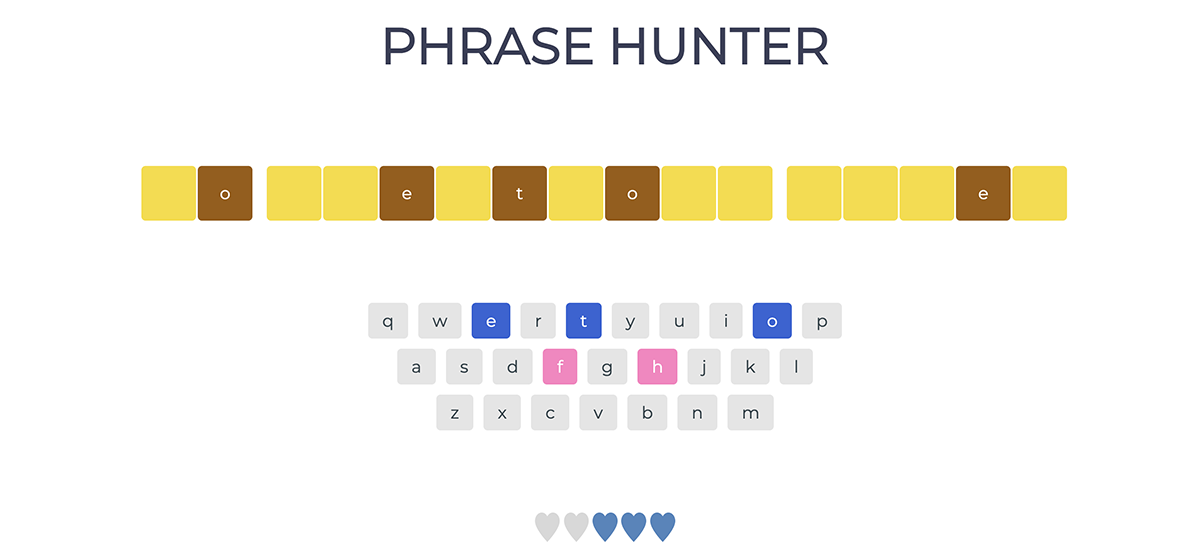 PHRASE HUNTER
o e t o e
q w e r t y u i o p
a s d f g h j k l
z x c v b n m